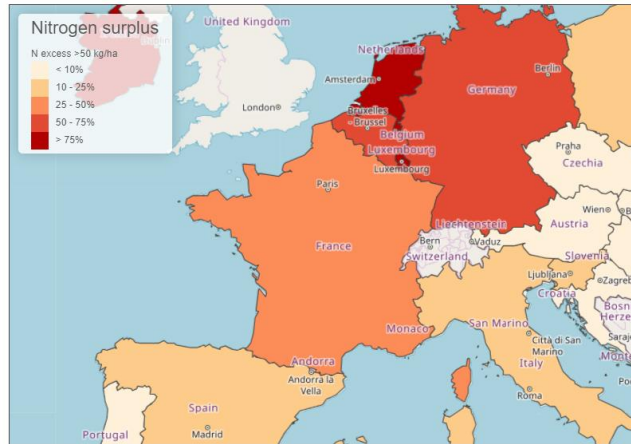 Nitrogen surplus
N excess >50 kg/ha
< 10%
10 - 25%
25 - 50%
50 - 75%
> 75%
United Kingdom
London
Netherlands
Amsterdam
Berlin
Germany
Bruxelles
- Brussel
Belgium
Luxembourg
Luxembourg
Praha
Czechia
Paris
France
Wien
Austria
Liechtenstein
Bern
Vaduz
Switzerland
Slovenia
Ljubljana
Zagreb
Croatia
Bosn
Herze
Saraje
Monte
Monaco
San Marino
Città di San
Marino
Italy
Roma
Po
Andorra
Andorra la
Vella
Spain
Madrid
Portugal